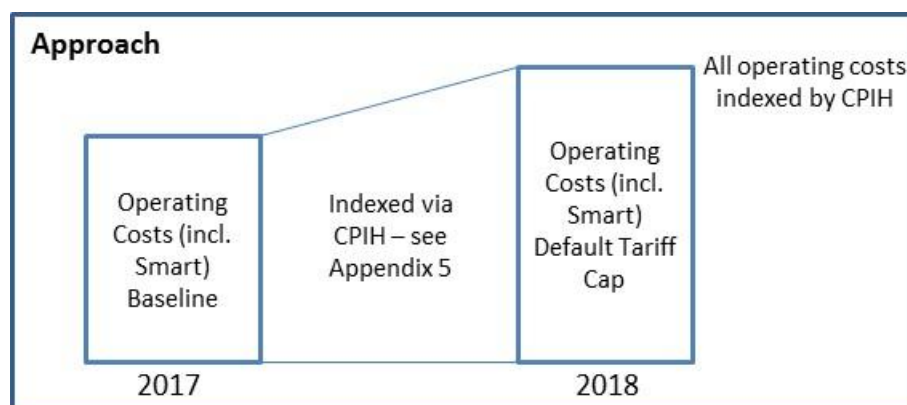 Approach
All operating costs
indexed by CPIH
Operating
Costs (incl.
Smart)
Baseline
Indexed via
CPIH – see
Appendix 5
Operating
Costs (incl.
Smart)
Default Tariff
Cap
2017
2018